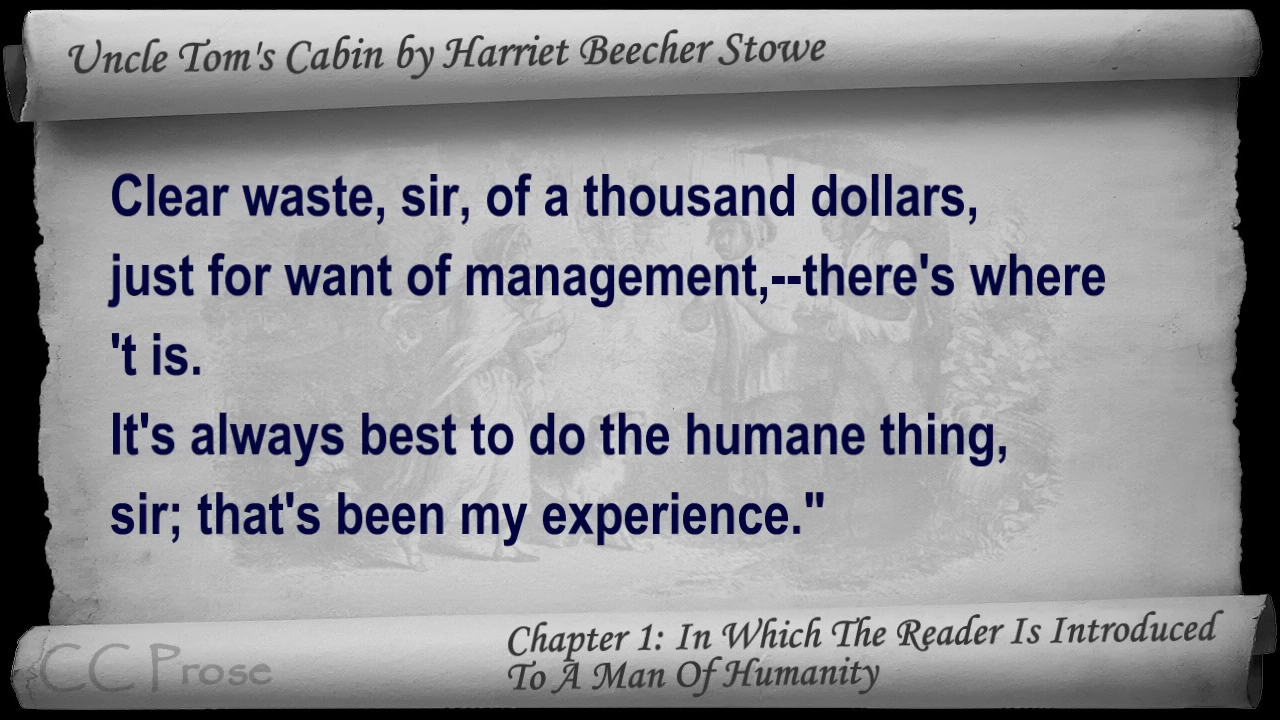 Uncle Tom's Cabin by Harriet Beecher Stowe
Clear waste, sir, of a thousand dollars,
just for want of management,--there's where
't is.
It's always best to do the humane thing,
sir; that's been my experience."
CC Prose
Chapter 1: In Which The Reader Is Introduced
To A Man Of Humanity